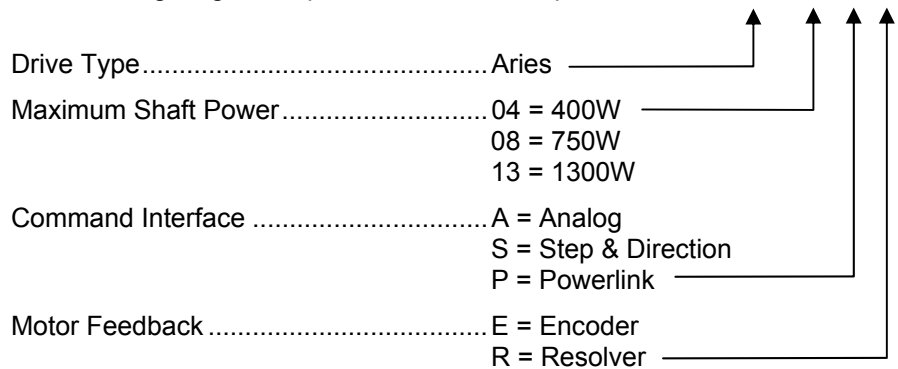 Drive Type................................................Aries
Maximum Shaft Power.............................04 = 400W
08 = 750W
13 = 1300W
Command Interface .................................A = Analog
S = Step & Direction
P = Powerlink
Motor Feedback .......................................E = Encoder
R = Resolver